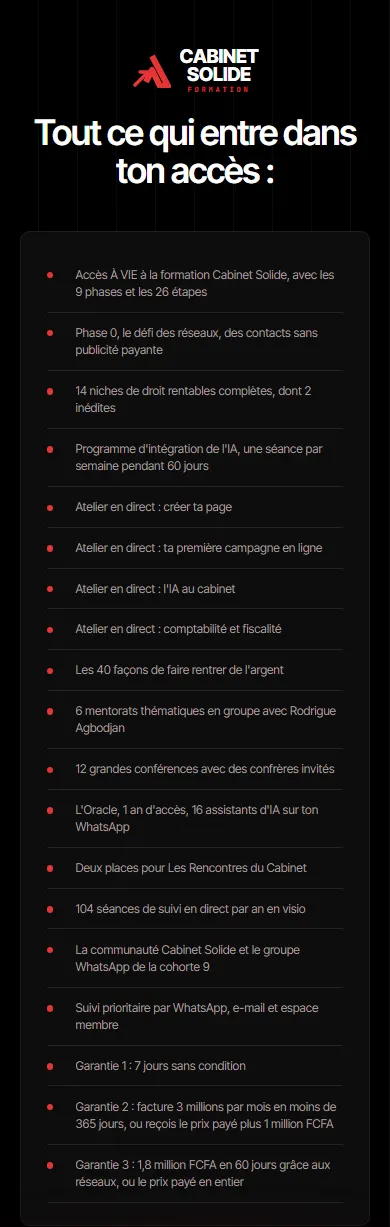 CABINET
SOLIDE
FORMATION
Tout ce qui entre dans
ton accès :
Accès À VIE à la formation Cabinet Solide, avec les
9 phases et les 26 étapes
Phase 0, le défi des réseaux, des contacts sans
publicité payante
14 niches de droit rentables complètes, dont 2
inédites
Programme d'intégration de l'IA, une séance par
semaine pendant 60 jours
Atelier en direct : créer ta page
Atelier en direct : ta première campagne en ligne
Atelier en direct : l'IA au cabinet
Atelier en direct : comptabilité et fiscalité
Les 40 façons de faire rentrer de l'argent
6 mentorats thématiques en groupe avec Rodrigue
Agbodjan
12 grandes conférences avec des confrères invités
L'Oracle, 1 an d'accès, 16 assistants d'IA sur ton
WhatsApp
Deux places pour Les Rencontres du Cabinet
104 séances de suivi en direct par an en visio
La communauté Cabinet Solide et le groupe
WhatsApp de la cohorte 9
Suivi prioritaire par WhatsApp, e-mail et espace
membre
Garantie 1 : 7 jours sans condition
Garantie 2 : facture 3 millions par mois en moins de
365 jours, ou reçois le prix payé plus 1 million FCFA
Garantie 3 : 1,8 million FCFA en 60 jours grâce aux
réseaux, ou le prix payé en entier